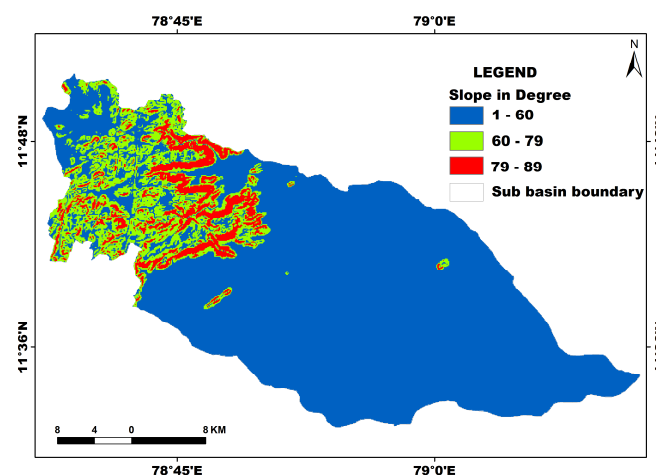 78°45'E 79°0'E
N
LEGEND
Slope in Degree
1 - 60
60 - 79
79 - 89
Sub basin boundary
11°48'N
11°36'N
8 4 0 8 KM
78°45'E 79°0'E